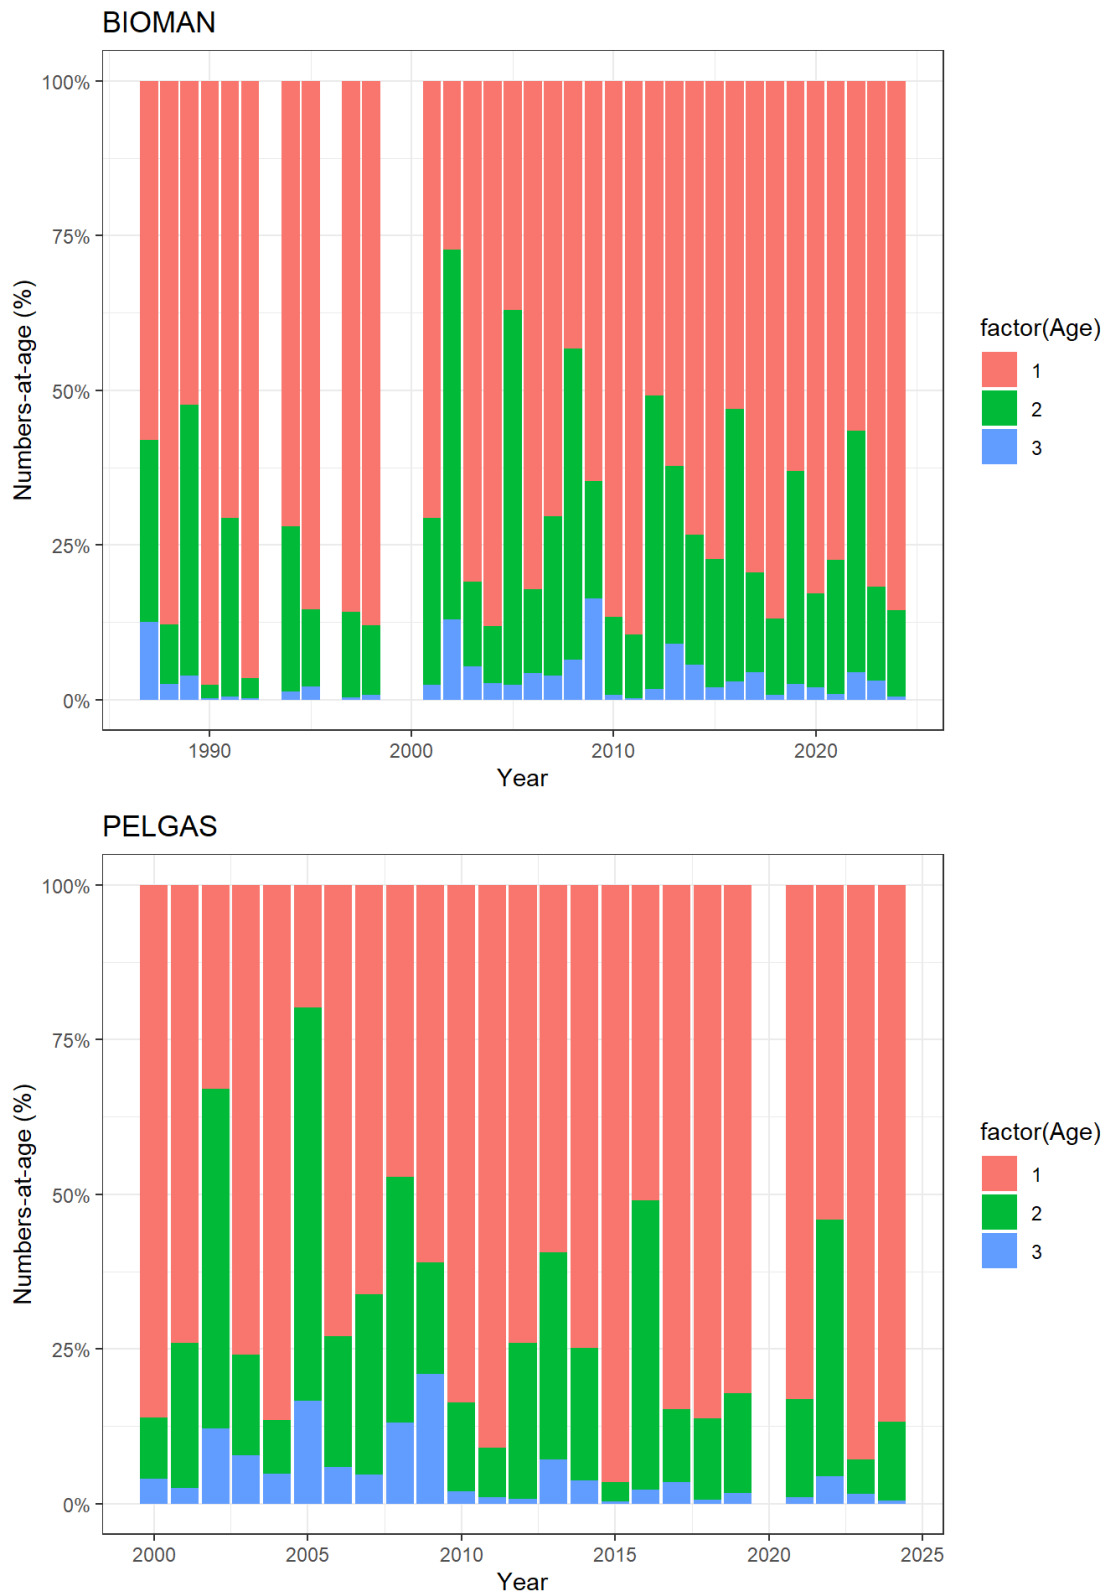 BIOMAN
100%
75%
50%
25%
0%
Numbers-at-age (%)
1990 2000 2010 2020
Year
factor(Age)
1
2
3
PELGAS
100%
75%
50%
25%
0%
Numbers-at-age (%)
2000 2005 2010 2015 2020 2025
Year
factor(Age)
1
2
3